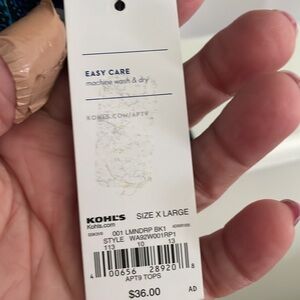 EASY CARE
machine wash & dry
KOHLS.COM/APT9
KOHL'S SIZE X LARGE
Kohls.com
001 LMNDRP BK1
STYLE WA92W001RP1
113 10 13
4 00656 28920 8
APT9 TOPS
$36.00 AD